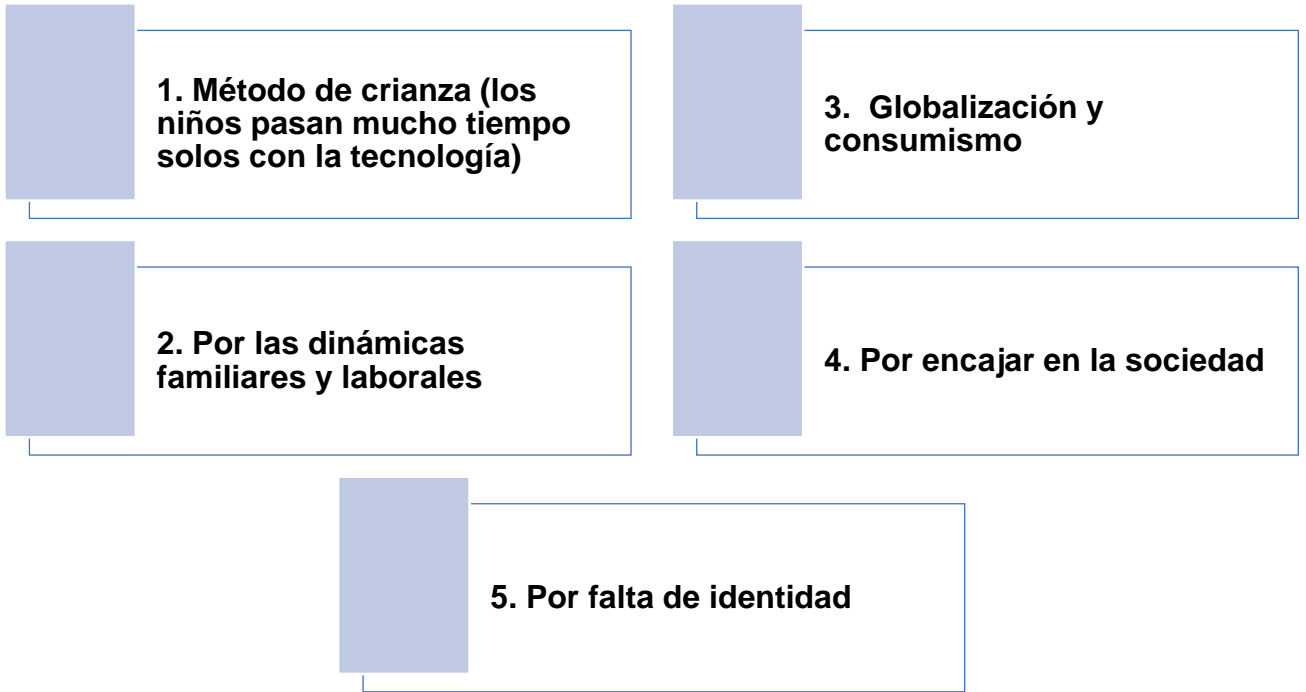 1. Método de crianza (los
niños pasan mucho tiempo
solos con la tecnología)
2. Por las dinámicas
familiares y laborales
3. Globalización y
consumismo
4. Por encajar en la sociedad
5. Por falta de identidad